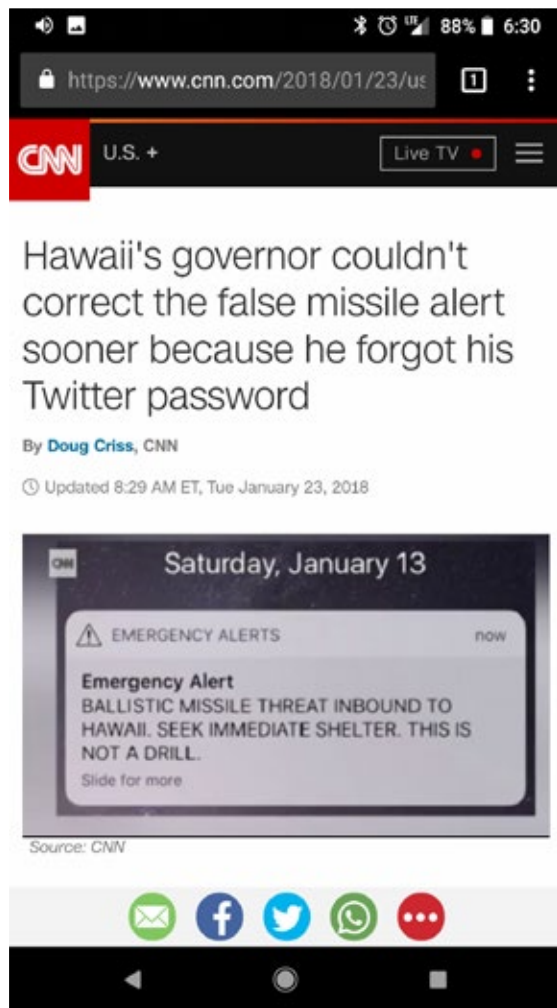 LTE 88% 6:30
https://www.cnn.com/2018/01/23/us 1
CNN U.S. + Live TV
Hawaii's governor couldn't
correct the false missile alert
sooner because he forgot his
Twitter password
By Doug Criss, CNN
Updated 8:29 AM ET, Tue January 23, 2018
CNN Saturday, January 13
EMERGENCY ALERTS now
Emergency Alert
BALLISTIC MISSILE THREAT INBOUND TO
HAWAII. SEEK IMMEDIATE SHELTER. THIS IS
NOT A DRILL.
Slide for more
Source: CNN